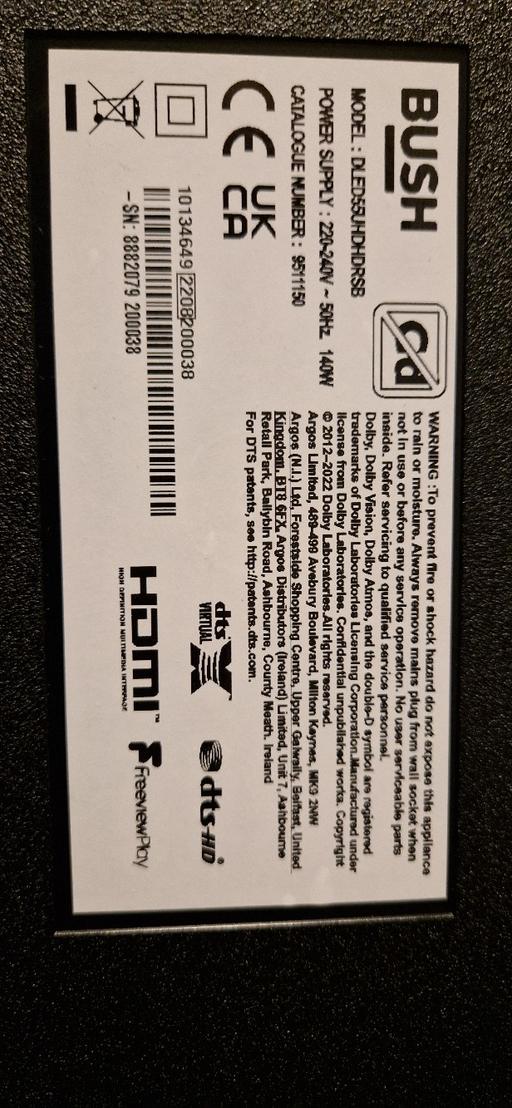 BUSH
MODEL : DLED55UHDHDRSB
POWER SUPPLY : 220-240V ~ 50Hz 140W
CATALOGUE NUMBER : 9511150
CE
UK
CA
Cd
10134649 2208200038
-SN: 8882079 200038
WARNING :To prevent fire or shock hazard do not expose this appliance
to rain or moisture. Always remove mains plug from wall socket when
not in use or before any service operation. No user serviceable parts
inside. Refer servicing to qualified service personnel.
Dolby, Dolby Vision, Dolby Atmos, and the double-D symbol are registered
trademarks of Dolby Laboratories Licensing Corporation.Manufactured under
license from Dolby Laboratories. Confidential unpublished works. Copyright
© 2012-2022 Dolby Laboratories.All rights reserved.
Argos Limited, 489-499 Avebury Boulevard, Milton Keynes, MK9 2NW
Argos (N.I.) Ltd, Forestside Shopping Centre, Upper Galwally, Belfast, United
Kingdom, BT8 6FX. Argos Distributors (Ireland) Limited, Unit 7, Ashbourne
Retail Park, Ballybin Road, Ashbourne, County Meath, Ireland
For DTS patents, see http://patents.dts.com.
dts X
VIRTUAL
dts-HD
HDMI™
HIGH DEFINITION MULTIMEDIA INTERFACE
FreeviewPlay